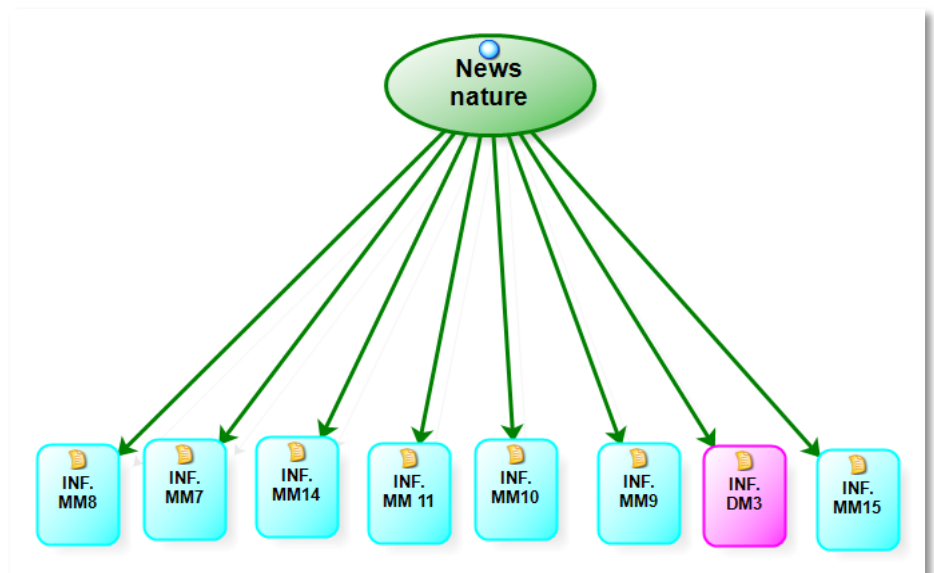 News
nature
INF.
MM8
INF.
MM7
INF.
MM14
INF.
MM 11
INF.
MM10
INF.
MM9
INF.
DM3
INF.
MM15